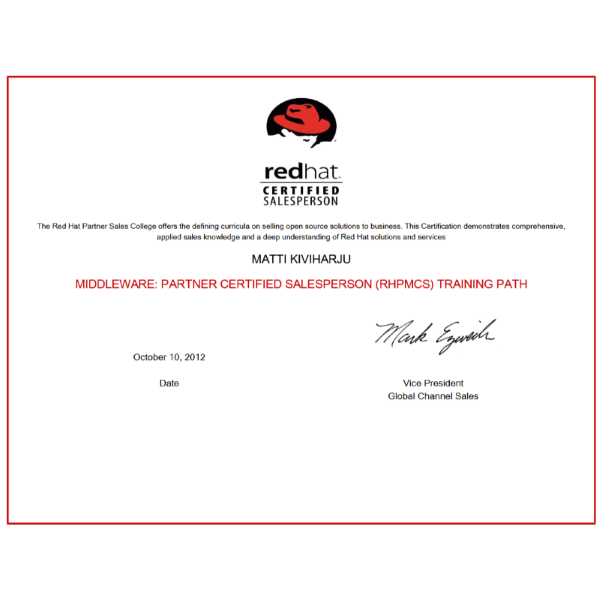 redhat.
CERTIFIED
SALESPERSON
The Red Hat Partner Sales College offers the defining curricula on selling open source solutions to business. This Certification demonstrates comprehensive,
applied sales knowledge and a deep understanding of Red Hat solutions and services
MATTI KIVIHARJU
MIDDLEWARE: PARTNER CERTIFIED SALESPERSON (RHPMCS) TRAINING PATH
Mark
October 10, 2012
Date
Vice President
Global Channel Sales